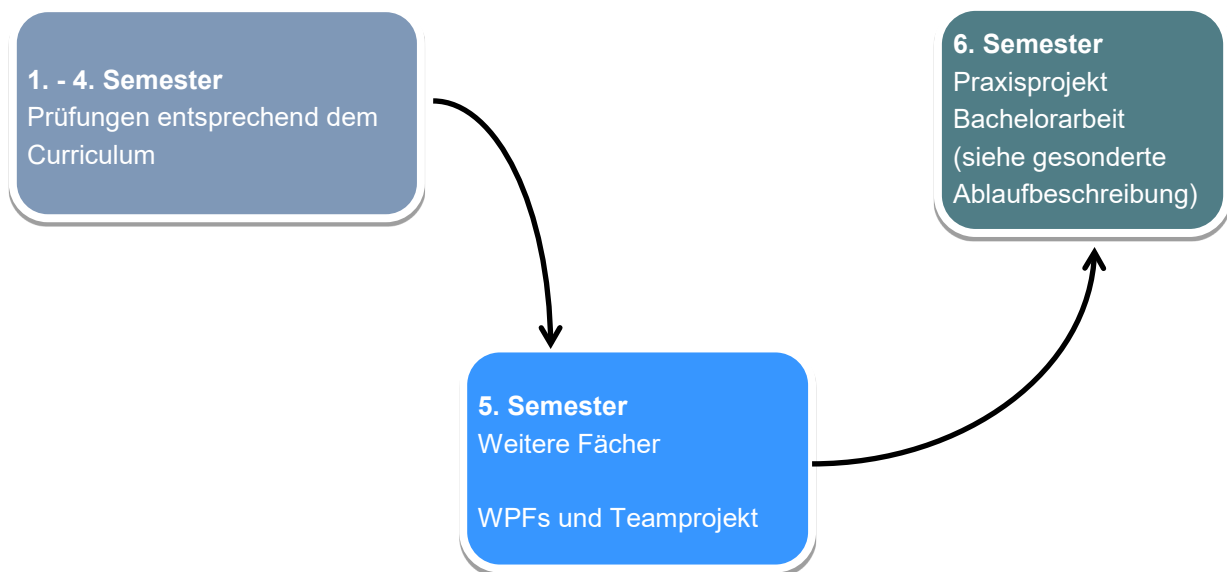 1. - 4. Semester
Prüfungen entsprechend dem
Curriculum
5. Semester
Weitere Fächer
WPFs und Teamprojekt
6. Semester
Praxisprojekt
Bachelorarbeit
(siehe gesonderte
Ablaufbeschreibung)